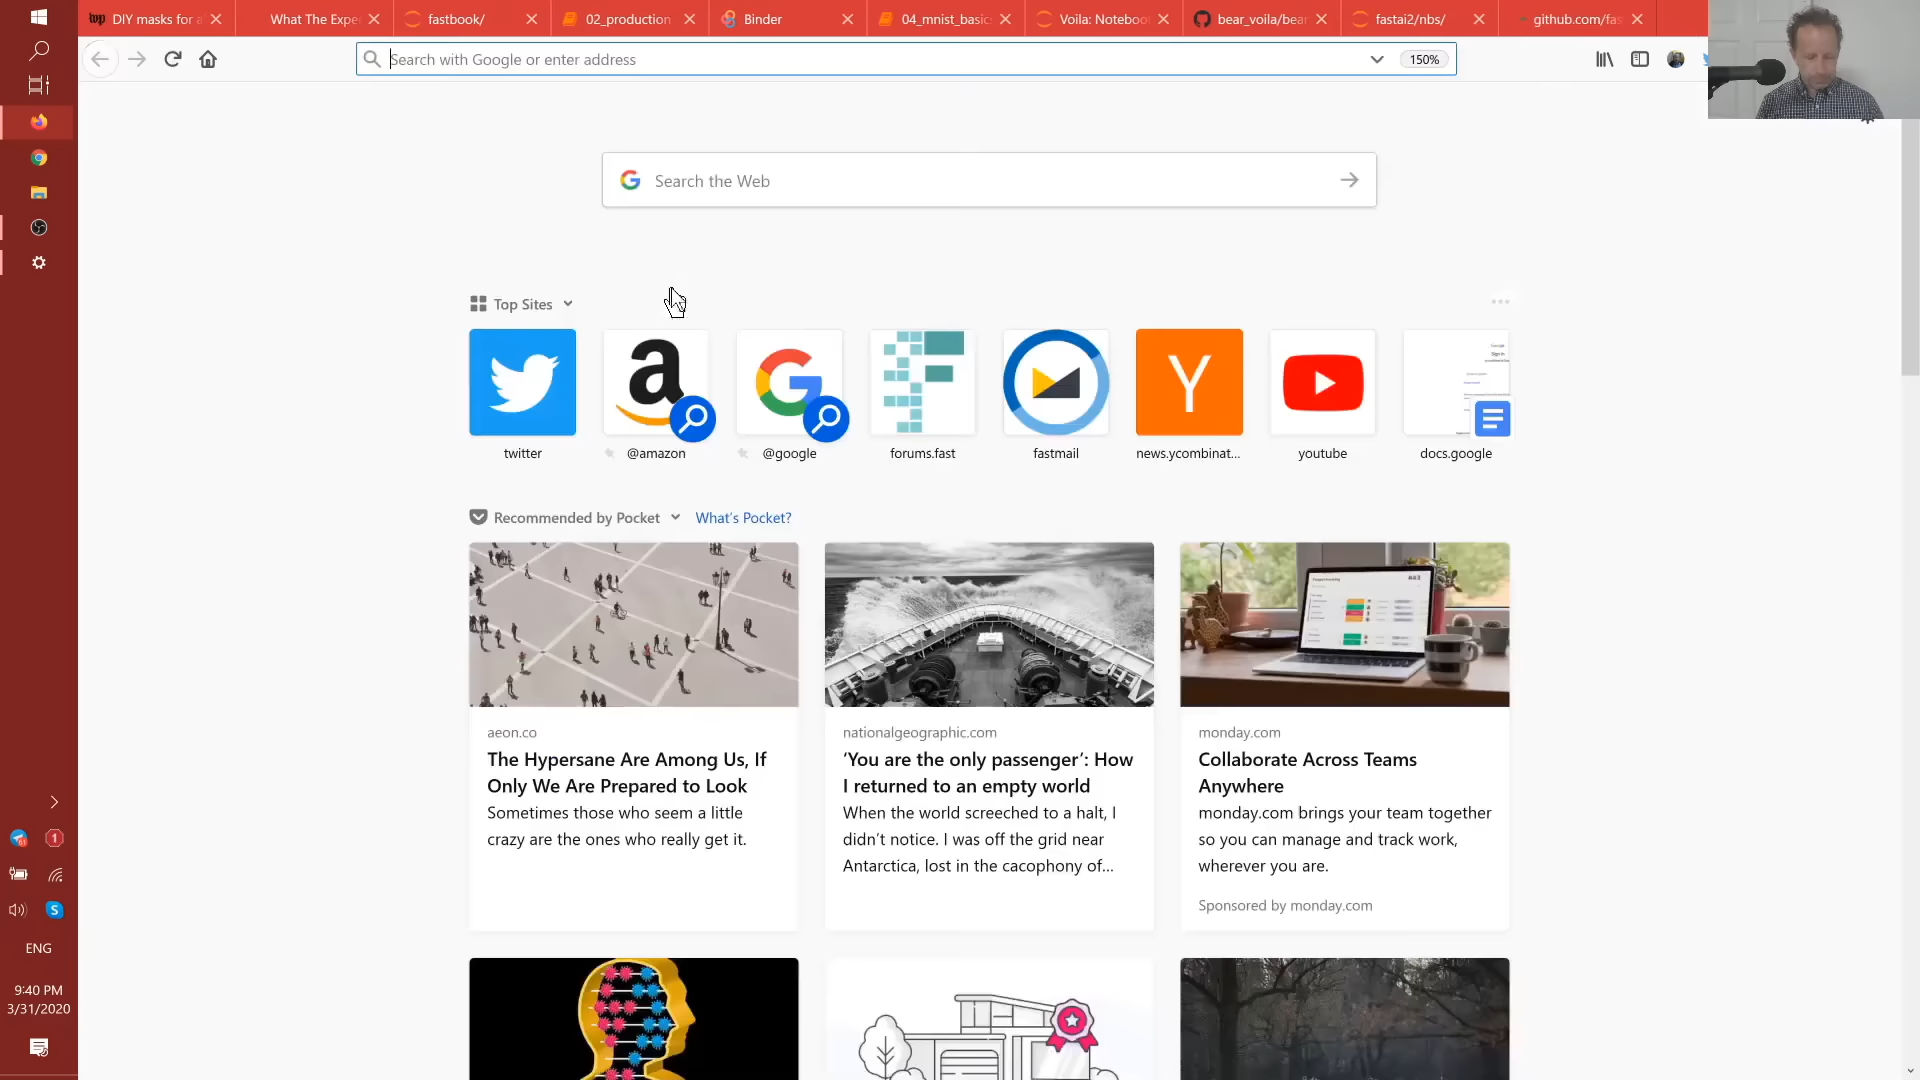 DIY masks for a
What The Exper
fastbook/
02_production
Binder
04_mnist_basic
Voila: Noteboo
bear_voila/bear
fastai2/nbs/
github.com/fas
Search with Google or enter address
150%
Search the Web
Top Sites
twitter
@amazon
@google
forums.fast
fastmail
news.ycombinat...
youtube
docs.google
Recommended by Pocket
What's Pocket?
aeon.co
The Hypersane Are Among Us, If
Only We Are Prepared to Look
Sometimes those who seem a little
crazy are the ones who really get it.
nationalgeographic.com
‘You are the only passenger’: How
I returned to an empty world
When the world screeched to a halt, I
didn’t notice. I was off the grid near
Antarctica, lost in the cacophony of...
monday.com
Collaborate Across Teams
Anywhere
monday.com brings your team together
so you can manage and track work,
wherever you are.
Sponsored by monday.com
ENG
9:40 PM
3/31/2020